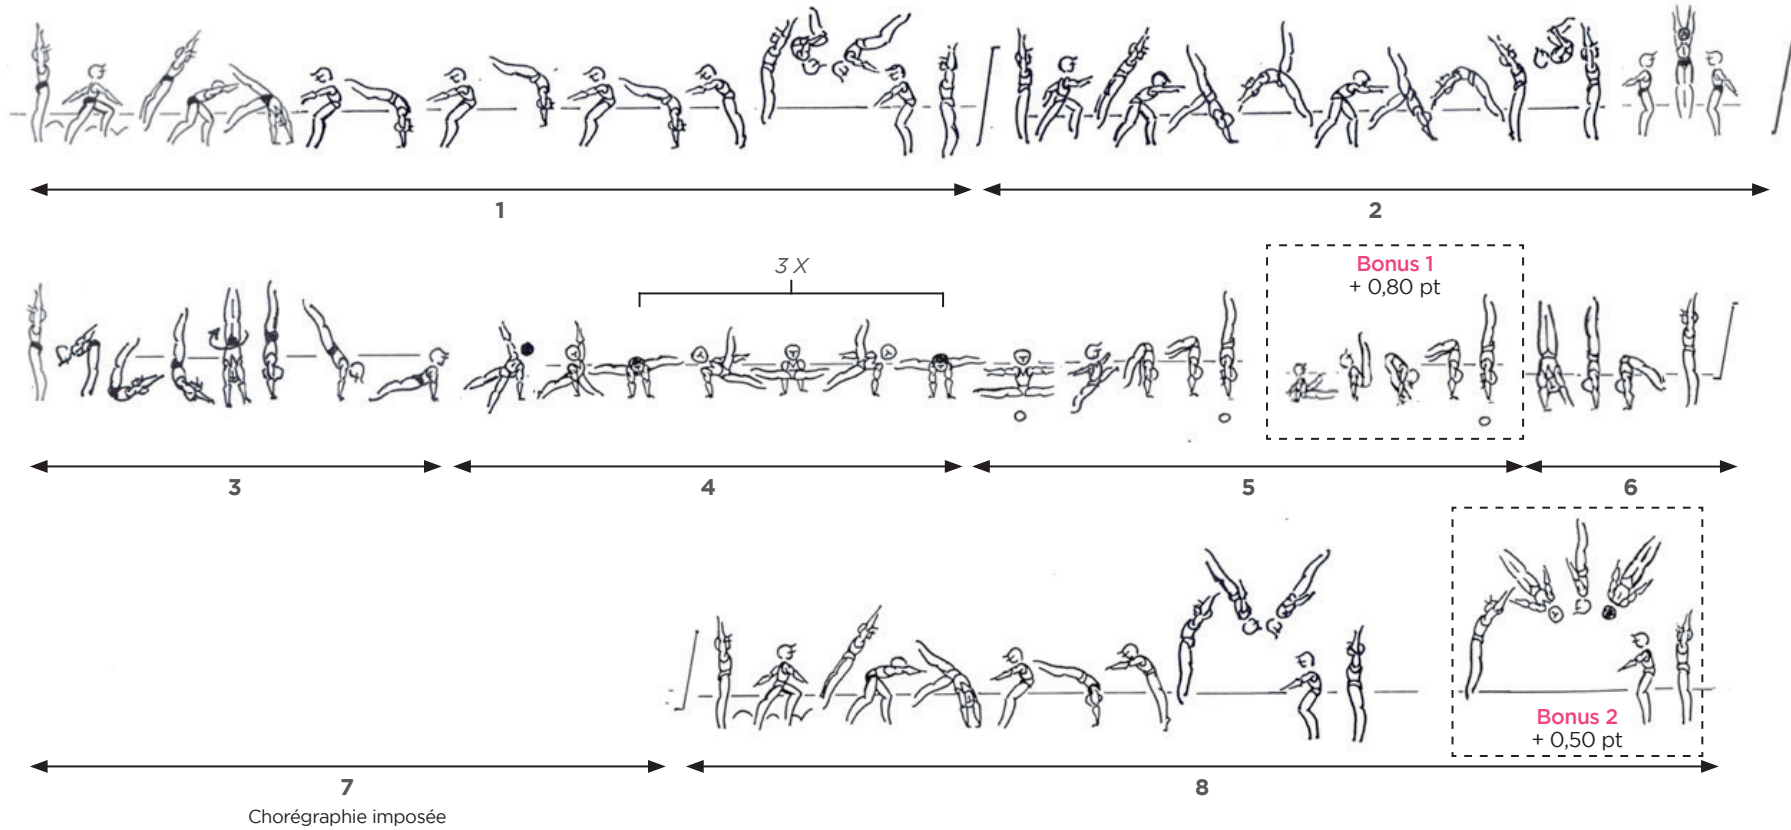 1
2
3 X
Bonus 1
+ 0,80 pt
3
4
5
6
Bonus 2
+ 0,50 pt
7
8
Chorégraphie imposée